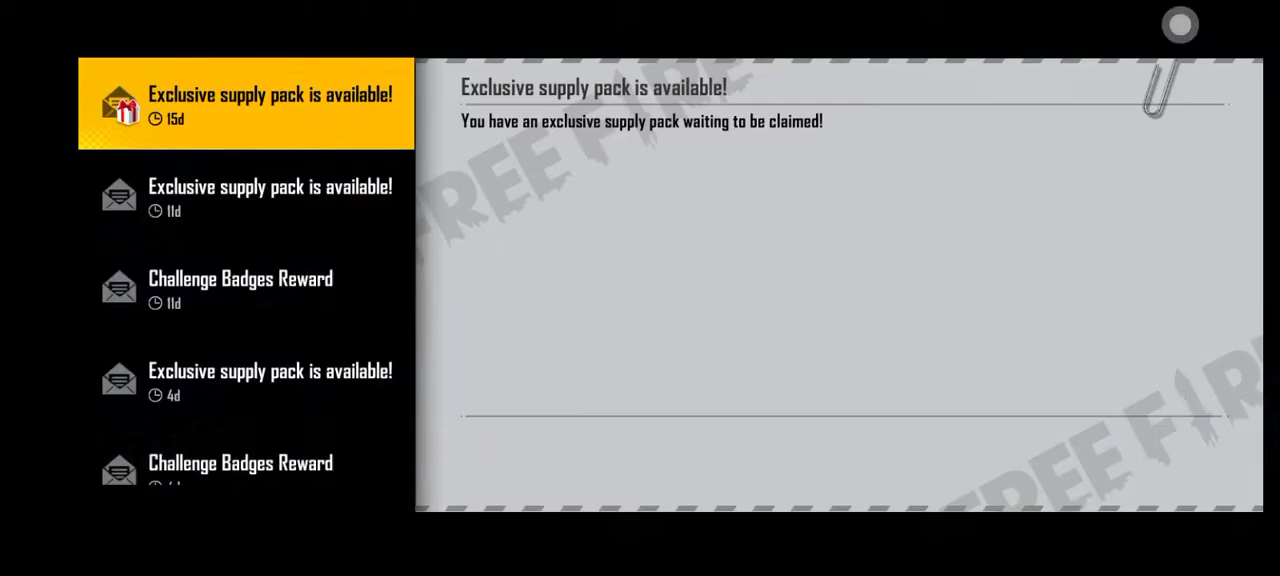 Exclusive supply pack is available!
15d
Exclusive supply pack is available!
11d
Challenge Badges Reward
11d
Exclusive supply pack is available!
4d
Challenge Badges Reward
Exclusive supply pack is available!
You have an exclusive supply pack waiting to be claimed!
FREE FIRE
FREE FIRE